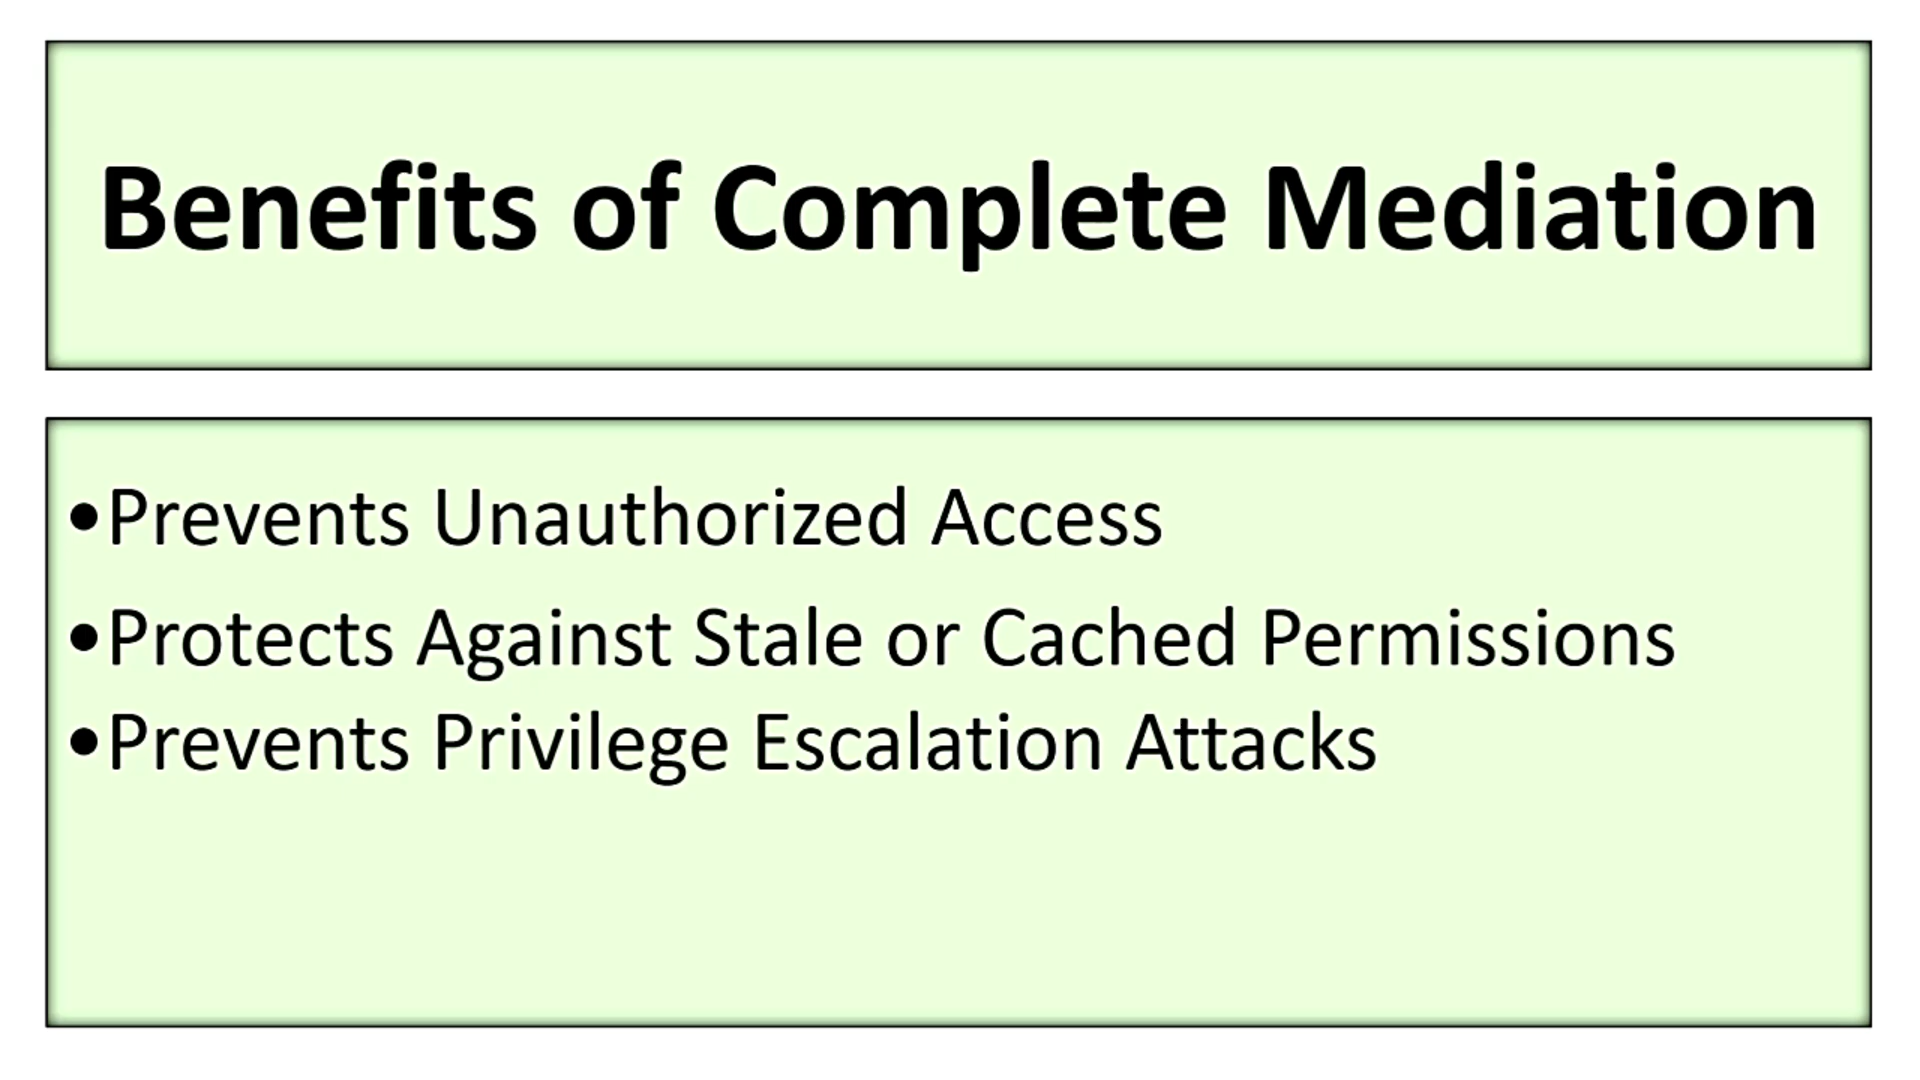 Benefits of Complete Mediation
•Prevents Unauthorized Access
•Protects Against Stale or Cached Permissions
•Prevents Privilege Escalation Attacks